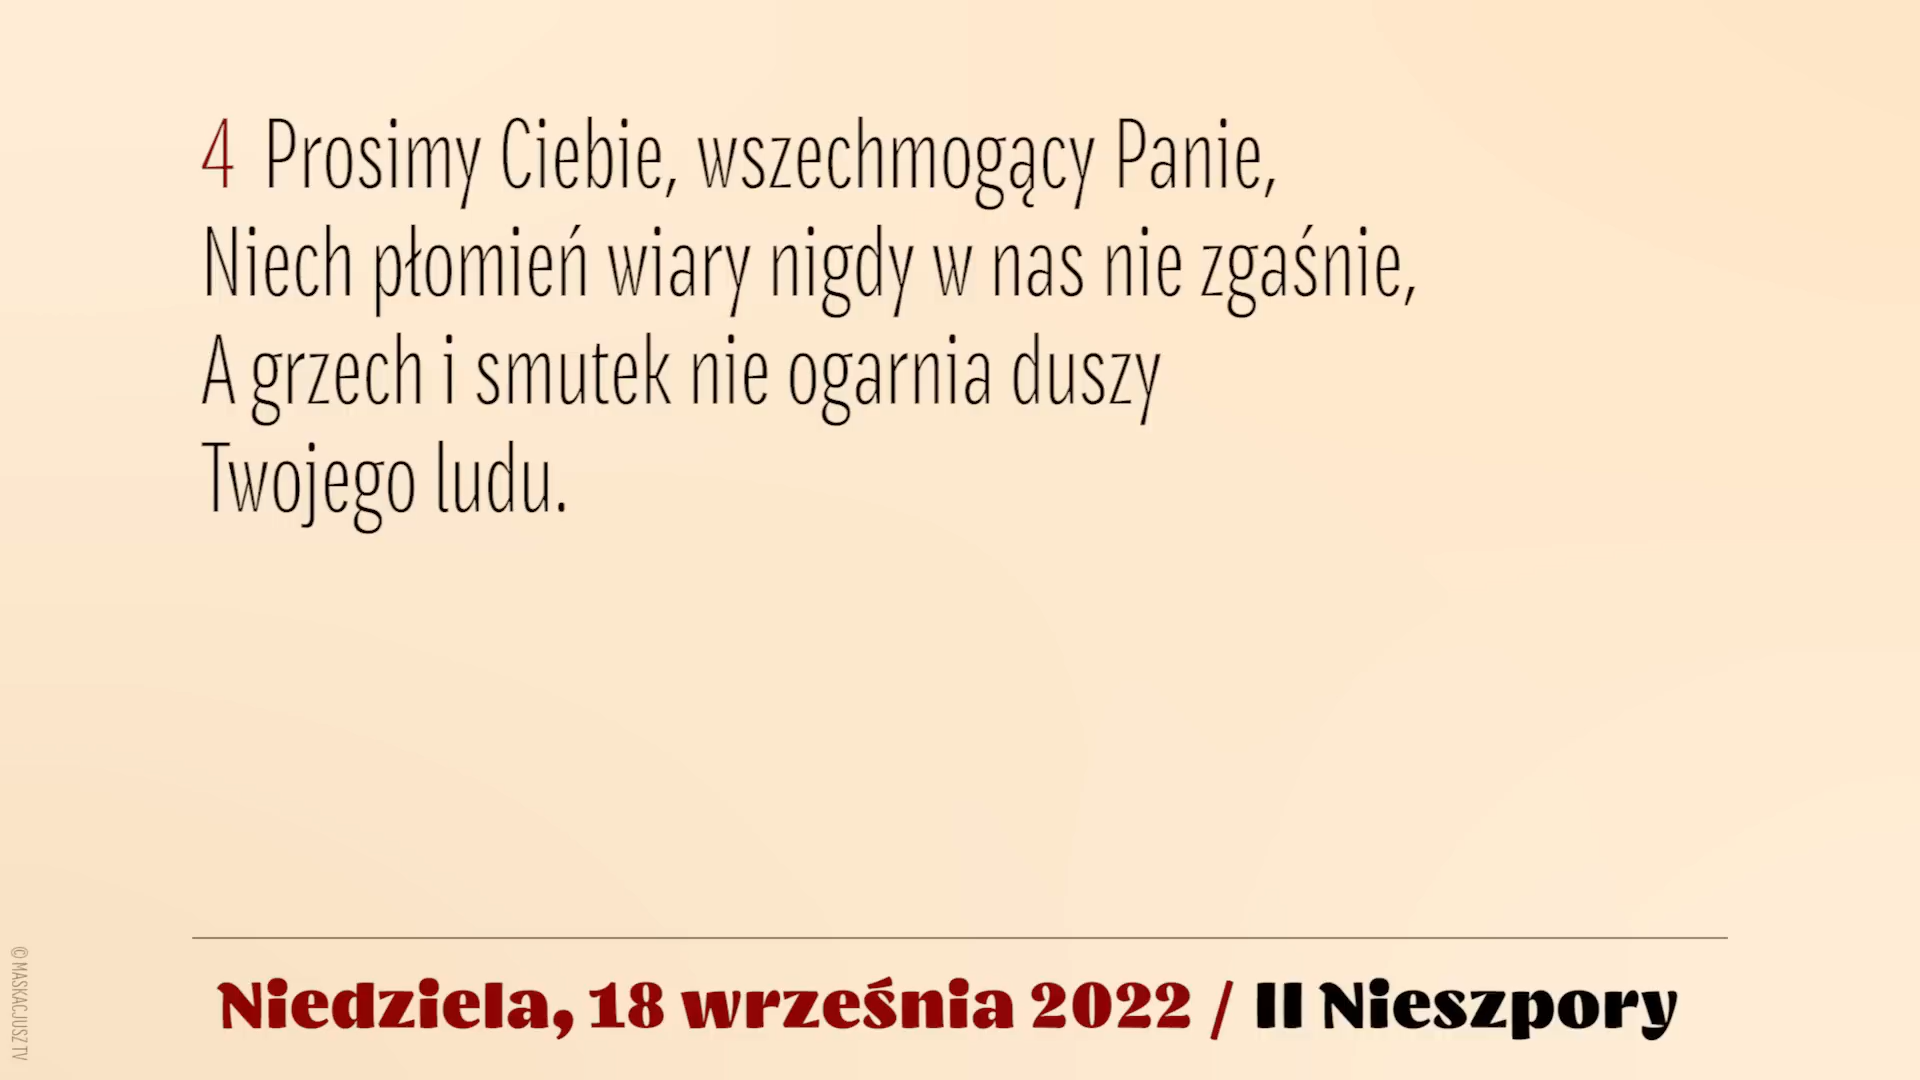 4 Prosimy Ciebie, wszechmogący Panie,
Niech płomień wiary nigdy w nas nie zgaśnie,
A grzech i smutek nie ogarnia duszy
Twojego ludu.
Niedziela, 18 września 2022 / II Nieszpory
© MASKACJUSZ TV